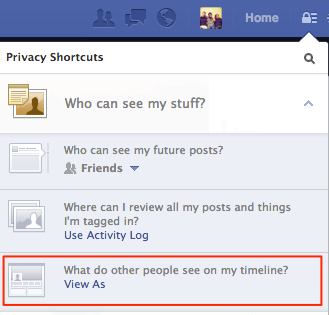 Home
Privacy Shortcuts
Who can see my stuff?
Who can see my future posts?
Friends
Where can I review all my posts and things
I'm tagged in?
Use Activity Log
What do other people see on my timeline?
View As